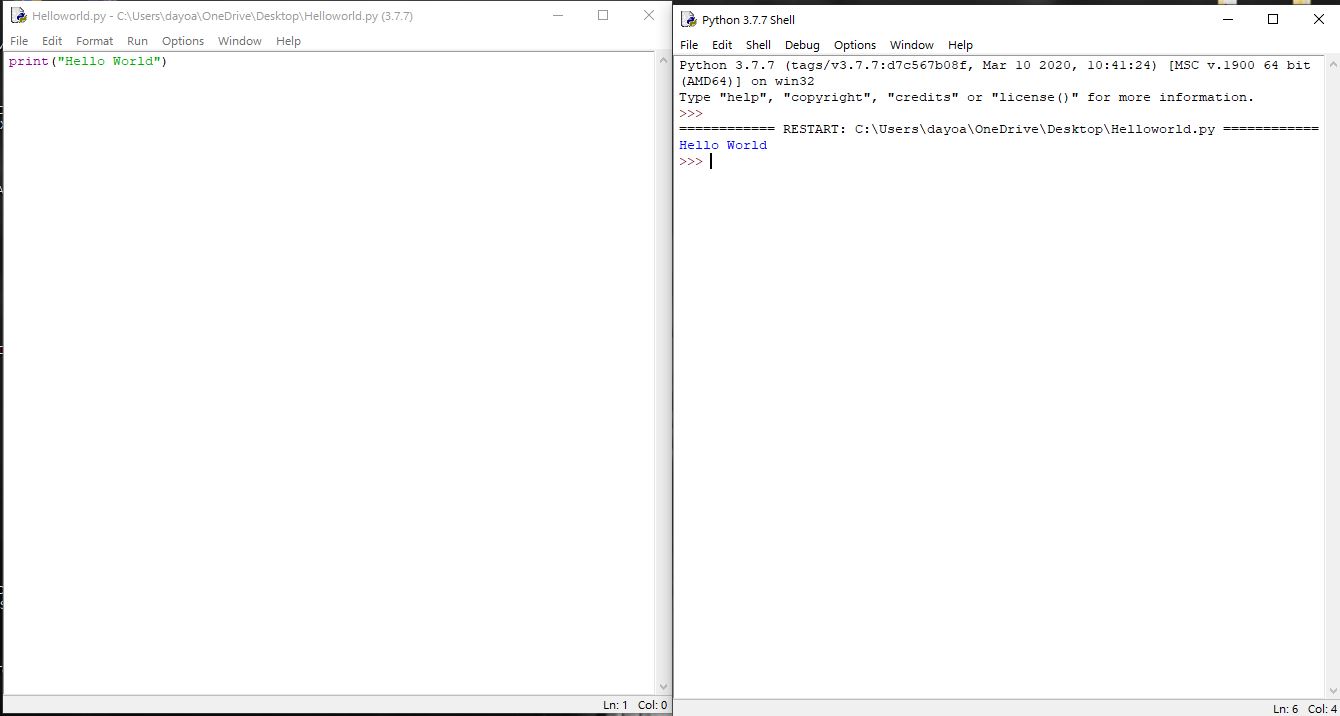 Helloworld.py - C:\Users\dayoa\OneDrive\Desktop\Helloworld.py (3.7.7)
File Edit Format Run Options Window Help
print("Hello World")
Ln: 1 Col: 0
Python 3.7.7 Shell
File Edit Shell Debug Options Window Help
Python 3.7.7 (tags/v3.7.7:d7c567b08f, Mar 10 2020, 10:41:24) [MSC v.1900 64 bit
(AMD64)] on win32
Type "help", "copyright", "credits" or "license()" for more information.
>>>
============ RESTART: C:\Users\dayoa\OneDrive\Desktop\Helloworld.py ============
Hello World
>>>
Ln: 6 Col: 4